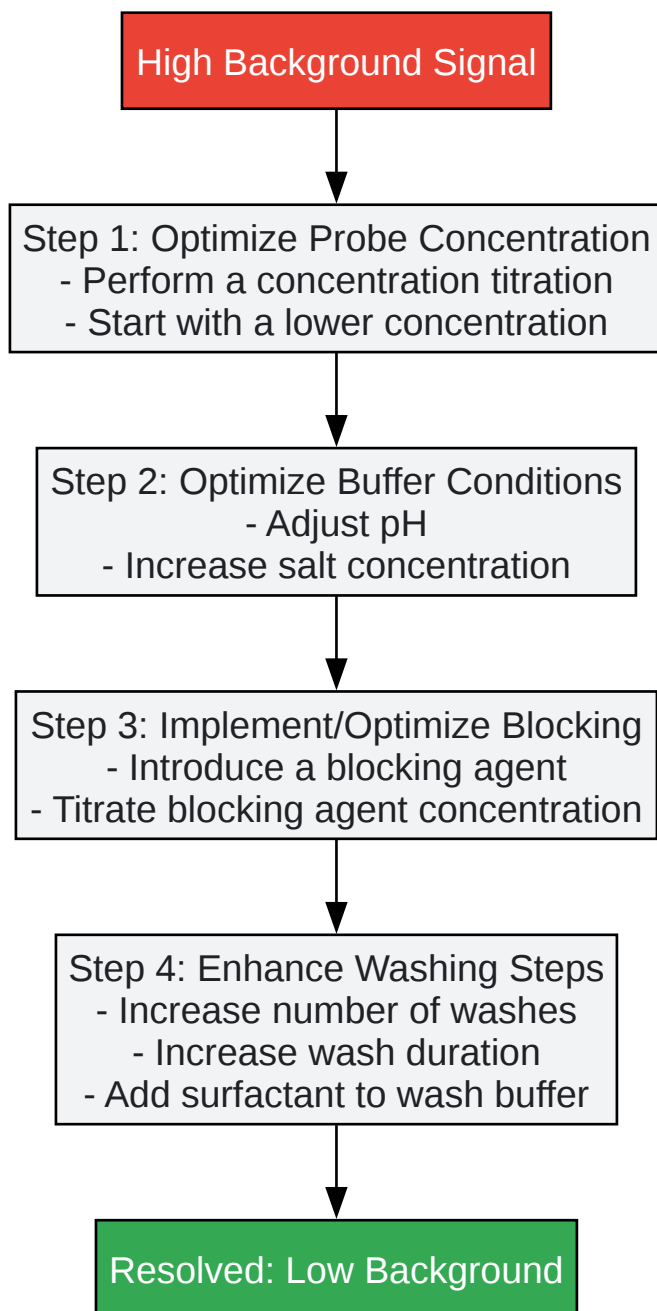 High Background Signal
Step 1: Optimize Probe Concentration
- Perform a concentration titration
- Start with a lower concentration
Step 2: Optimize Buffer Conditions
- Adjust pH
- Increase salt concentration
Step 3: Implement/Optimize Blocking
- Introduce a blocking agent
- Titrate blocking agent concentration
Step 4: Enhance Washing Steps
- Increase number of washes
- Increase wash duration
- Add surfactant to wash buffer
Resolved: Low Background